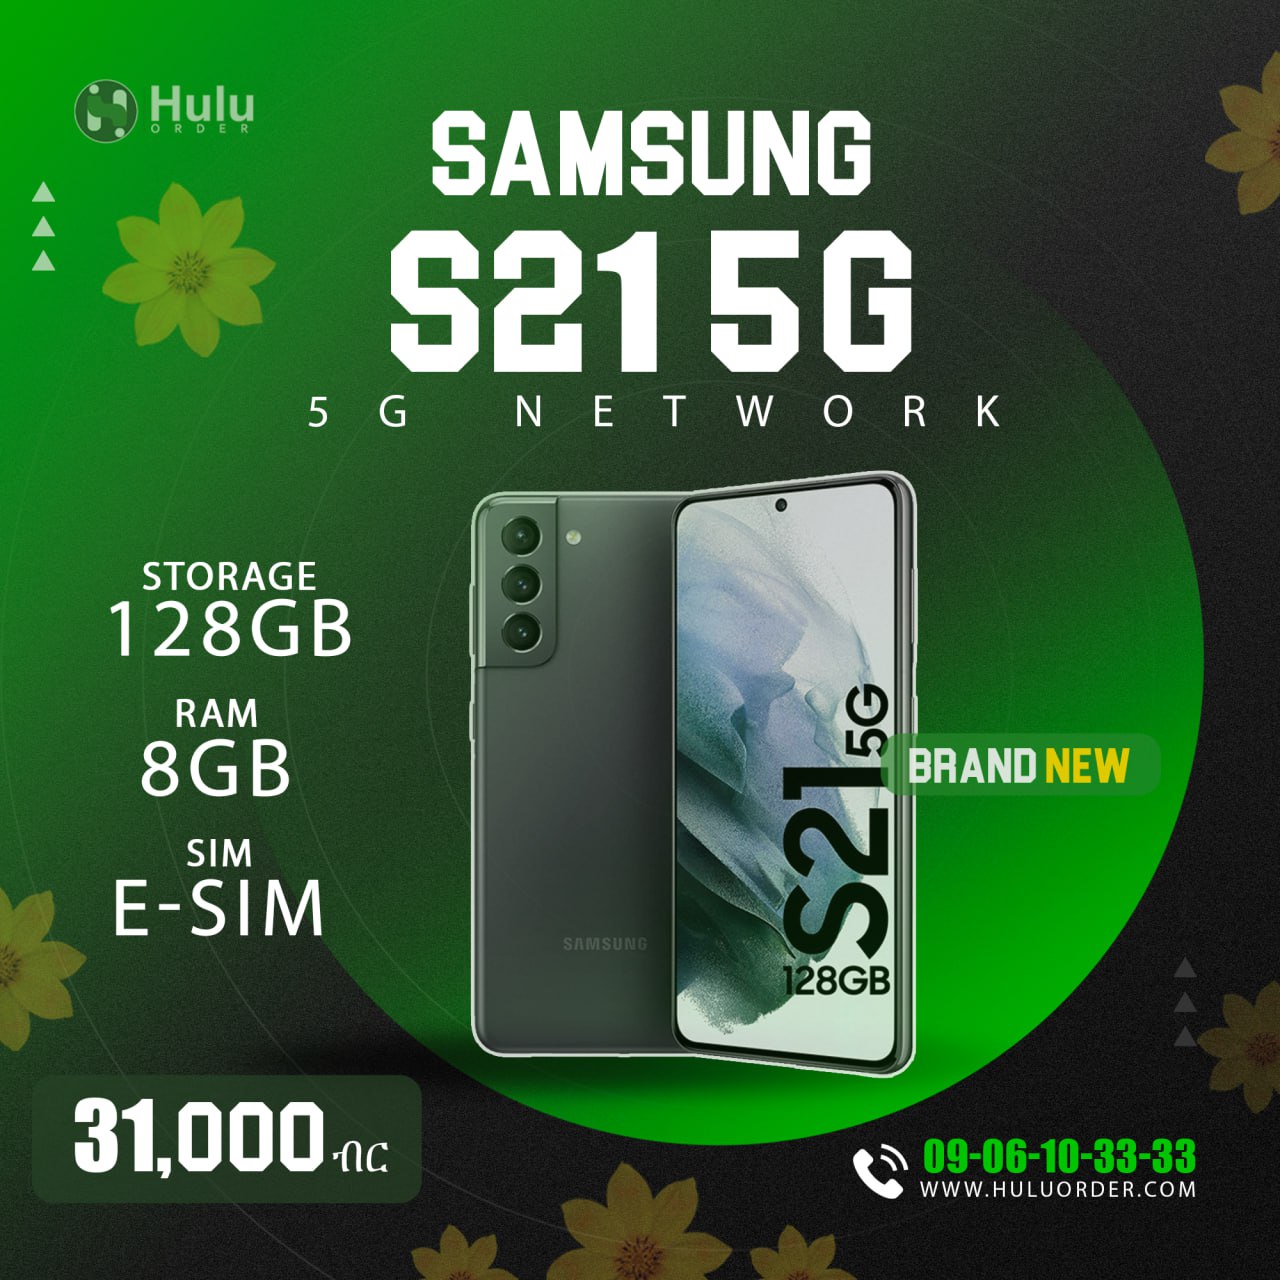 Hulu
ORDER
SAMSUNG
S21 5G
5G NETWORK
STORAGE
128GB
RAM
8GB
SIM
E-SIM
SAMSUNG
S21 5G
128GB
BRAND NEW
31,000 ብር
09-06-10-33-33
WWW.HULUORDER.COM